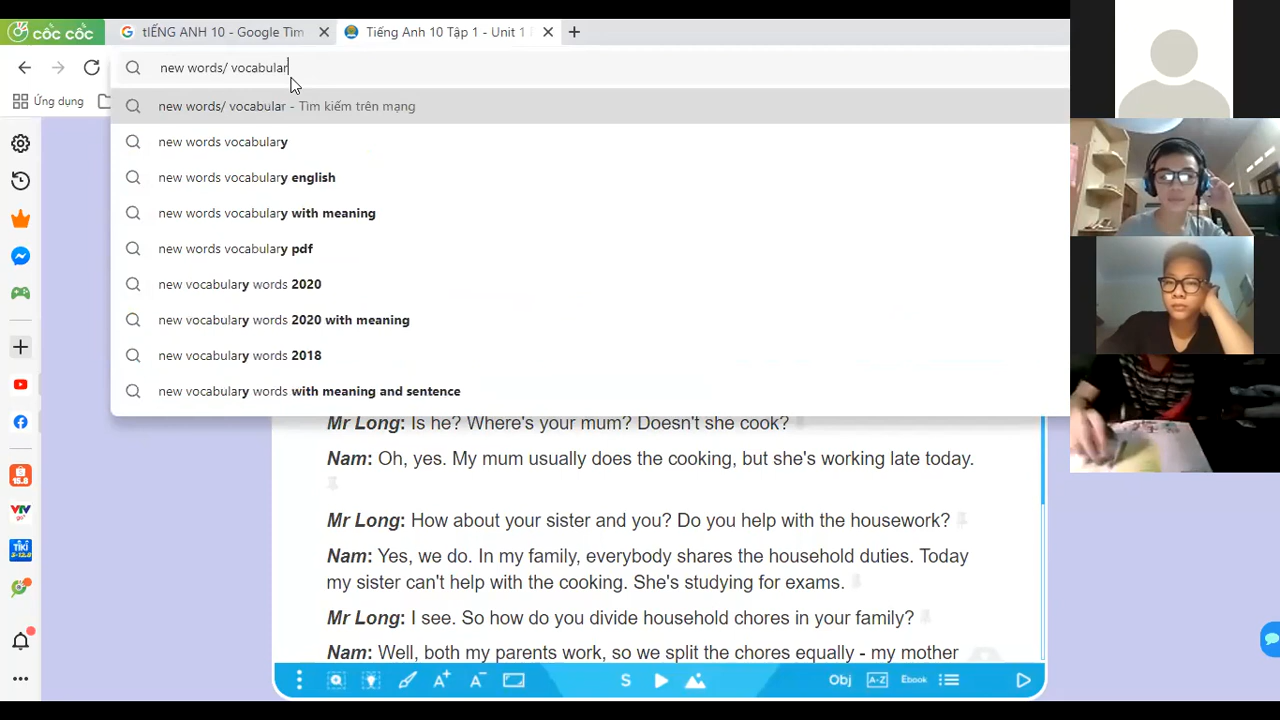 cốc cốc
tIẾNG ANH 10 - Google Tìm
Tiếng Anh 10 Tập 1 - Unit 1
new words/ vocabular
Ứng dụng
new words/ vocabular - Tìm kiếm trên mạng
new words vocabulary
new words vocabulary english
new words vocabulary with meaning
new words vocabulary pdf
new vocabulary words 2020
new vocabulary words 2020 with meaning
new vocabulary words 2018
new vocabulary words with meaning and sentence
Mr Long: Is he? Where's your mum? Doesn't she cook?
Nam: Oh, yes. My mum usually does the cooking, but she's working late today.
Mr Long: How about your sister and you? Do you help with the housework?
Nam: Yes, we do. In my family, everybody shares the household duties. Today
my sister can't help with the cooking. She's studying for exams.
Mr Long: I see. So how do you divide household chores in your family?
Nam: Well, both my parents work, so we split the chores equally - my mother
15.8
VTV
go
TIKI
A+
A-
S
Obj
A-Z
Ebook